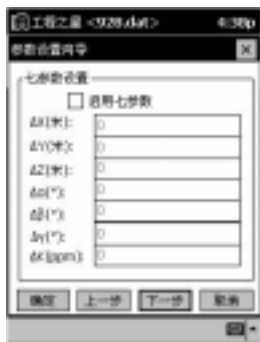 工程之星 <928.dat> 4:38p
参数设置向导
七参数设置
启用七参数
ΔX(米): 0
ΔY(米): 0
ΔZ(米): 0
Δα("): 0
Δβ("): 0
Δγ("): 0
ΔK(ppm): 0
确定 上一步 下一步 取消